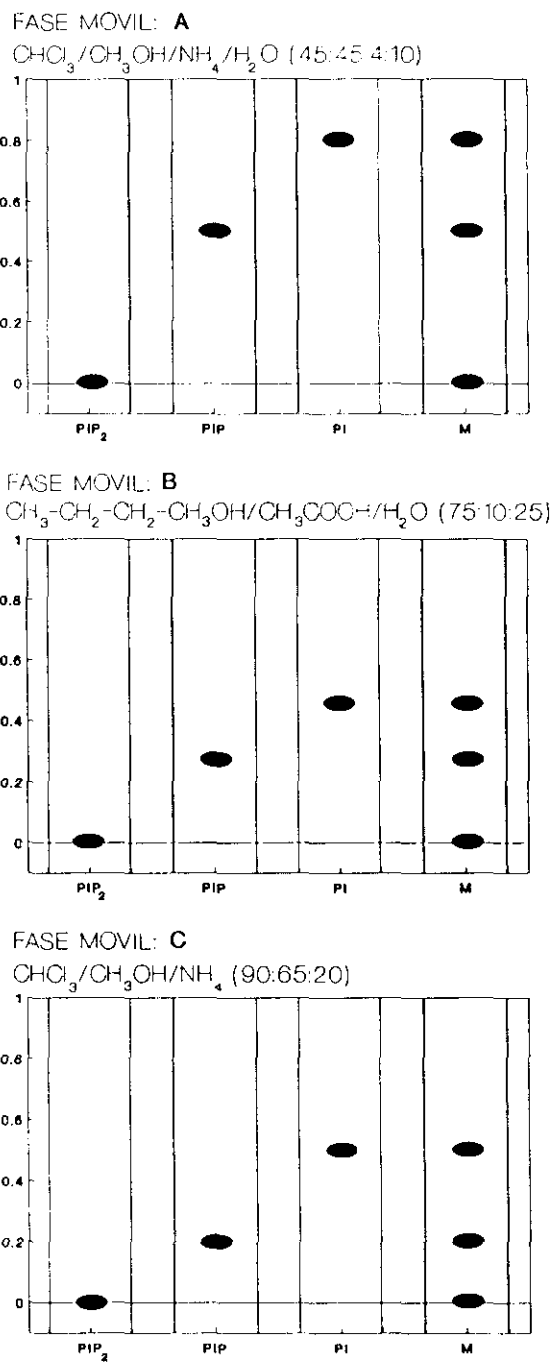 FASE MOVIL: A
CHCl₃/CH₃OH/NH₄/H₂O (45:45:4:10)
1
0.8
0.6
0.4
0.2
0
PIP₂ PIP PI M
FASE MOVIL: B
CH₃-CH₂-CH₂-CH₃OH/CH₃COOH/H₂O (75:10:25)
1
0.8
0.6
0.4
0.2
0
PIP₂ PIP PI M
FASE MOVIL: C
CHCl₃/CH₃OH/NH₄ (90:65:20)
1
0.8
0.6
0.4
0.2
0
PIP₂ PIP PI M